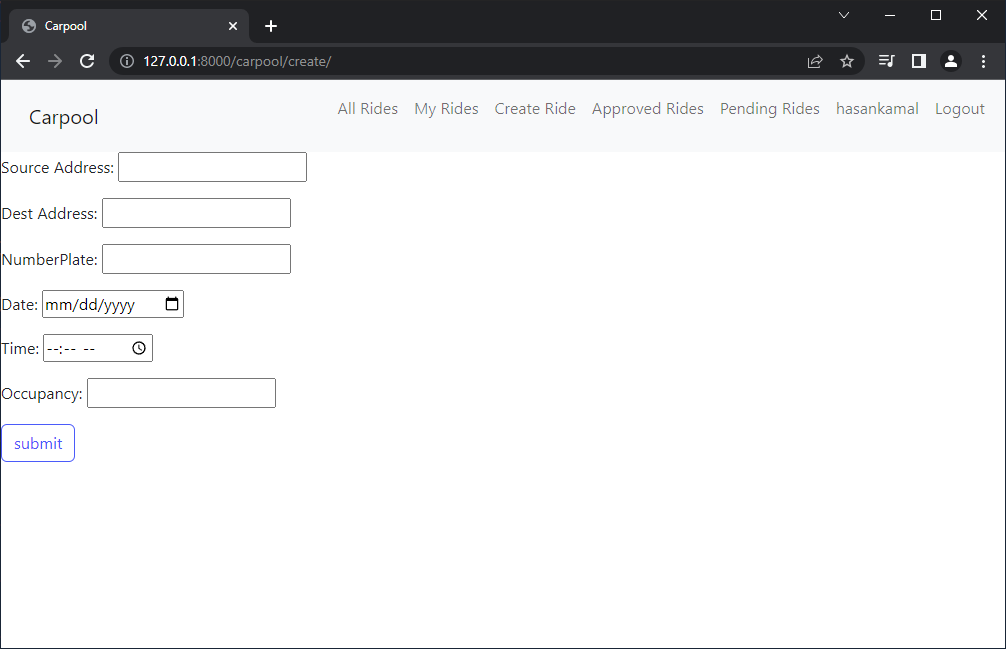 Carpool
127.0.0.1:8000/carpool/create/
Carpool All Rides My Rides Create Ride Approved Rides Pending Rides hasankamal Logout
Source Address:
Dest Address:
NumberPlate:
Date: mm/dd/yyyy
Time: --:-- --
Occupancy:
submit